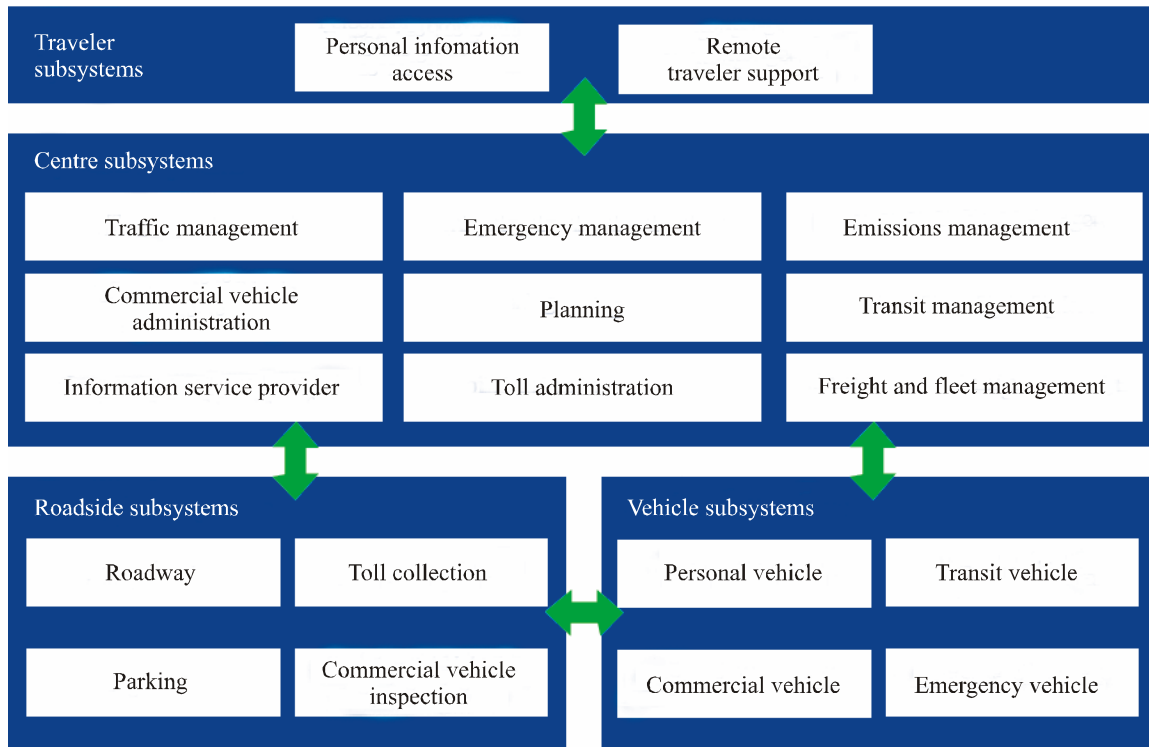 Traveler
subsystems
Personal infomation
access
Remote
traveler support
Centre subsystems
Traffic management
Emergency management
Emissions management
Commercial vehicle
administration
Planning
Transit management
Information service provider
Toll administration
Freight and fleet management
Roadside subsystems
Roadway
Toll collection
Parking
Commercial vehicle
inspection
Vehicle subsystems
Personal vehicle
Transit vehicle
Commercial vehicle
Emergency vehicle